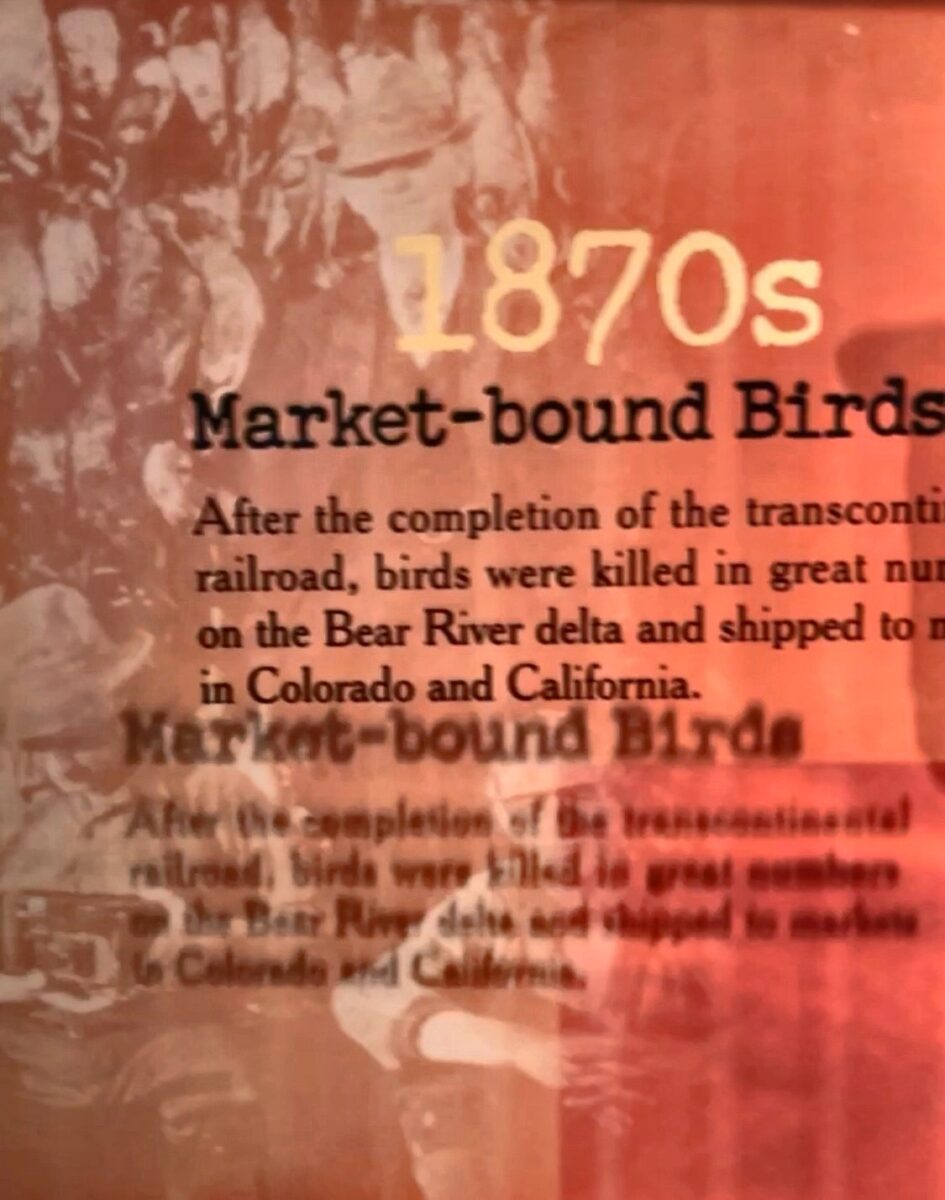 1870s
Market-bound Birds
After the completion of the transconti
railroad, birds were killed in great nu
on the Bear River delta and shipped to
in Colorado and California.
Market-bound Birds
After the completion of the transcontinental
railroad, birds were killed in great numbers
on the Bear River delta and shipped to markets
in Colorado and California.